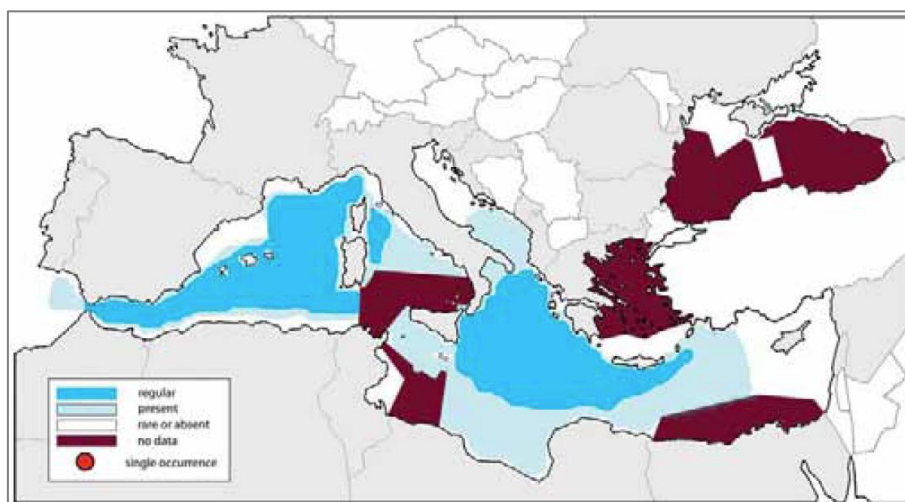 regular
present
rare or absent
no data
single occurrence